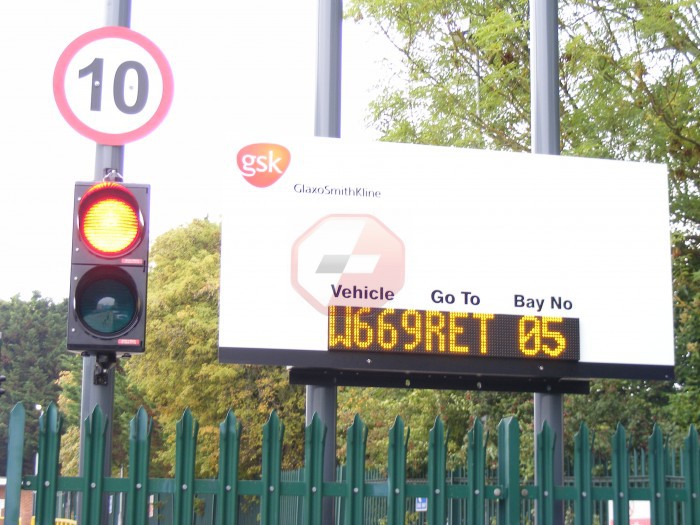 10
gsk
GlaxoSmithKline
Vehicle Go To Bay No
W669RET 05